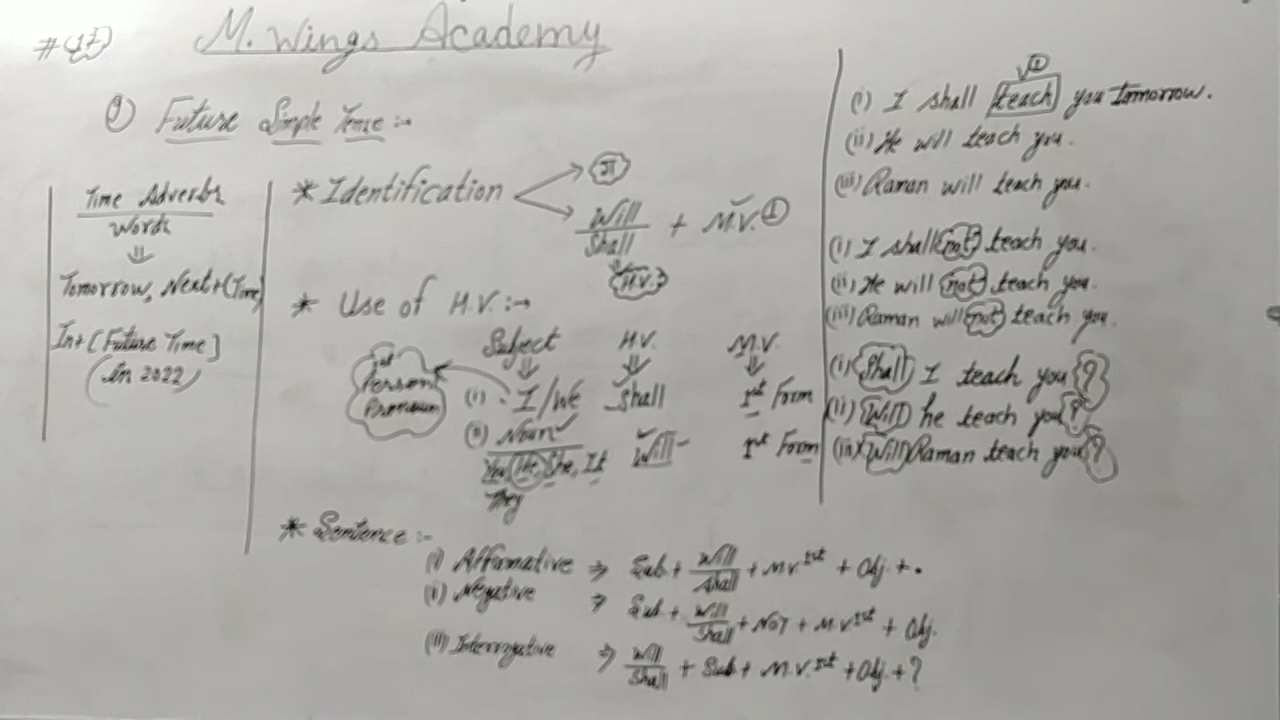 #(17) M. Wings Academy
① Future Simple Tense :→
Time Adverbs
Words
⇓
Tomorrow, Next+(Time)
In+[Future Time]
(In 2022)
* Identification
Will
Shall
+ M.V.①
H.V.
* Use of H.V. :→
Subject H.V. M.V.
⇓ ⇓ ⇓
1st Person Pronoun
(i) I/We Shall 1st Form
(ii) Noun Will 1st Form
You, He, She, It
They
* Sentence :-
(i) Affirmative ⇒ Sub. + Will/Shall + M.V. Ist + Obj. + .
(ii) Negative ⇒ Sub. + Will/Shall + Not + M.V. Ist + Obj.
(iii) Interrogative ⇒ Will/Shall + Sub. + M.V. Ist + Obj. + ?
V①
(i) I shall teach you tomorrow.
(ii) He will teach you.
(iii) Raman will teach you.
(i) I shall not teach you.
(ii) He will not teach you.
(iii) Raman will not teach you.
(i) Shall I teach you?
(ii) Will he teach you?
(iii) Will Raman teach you?